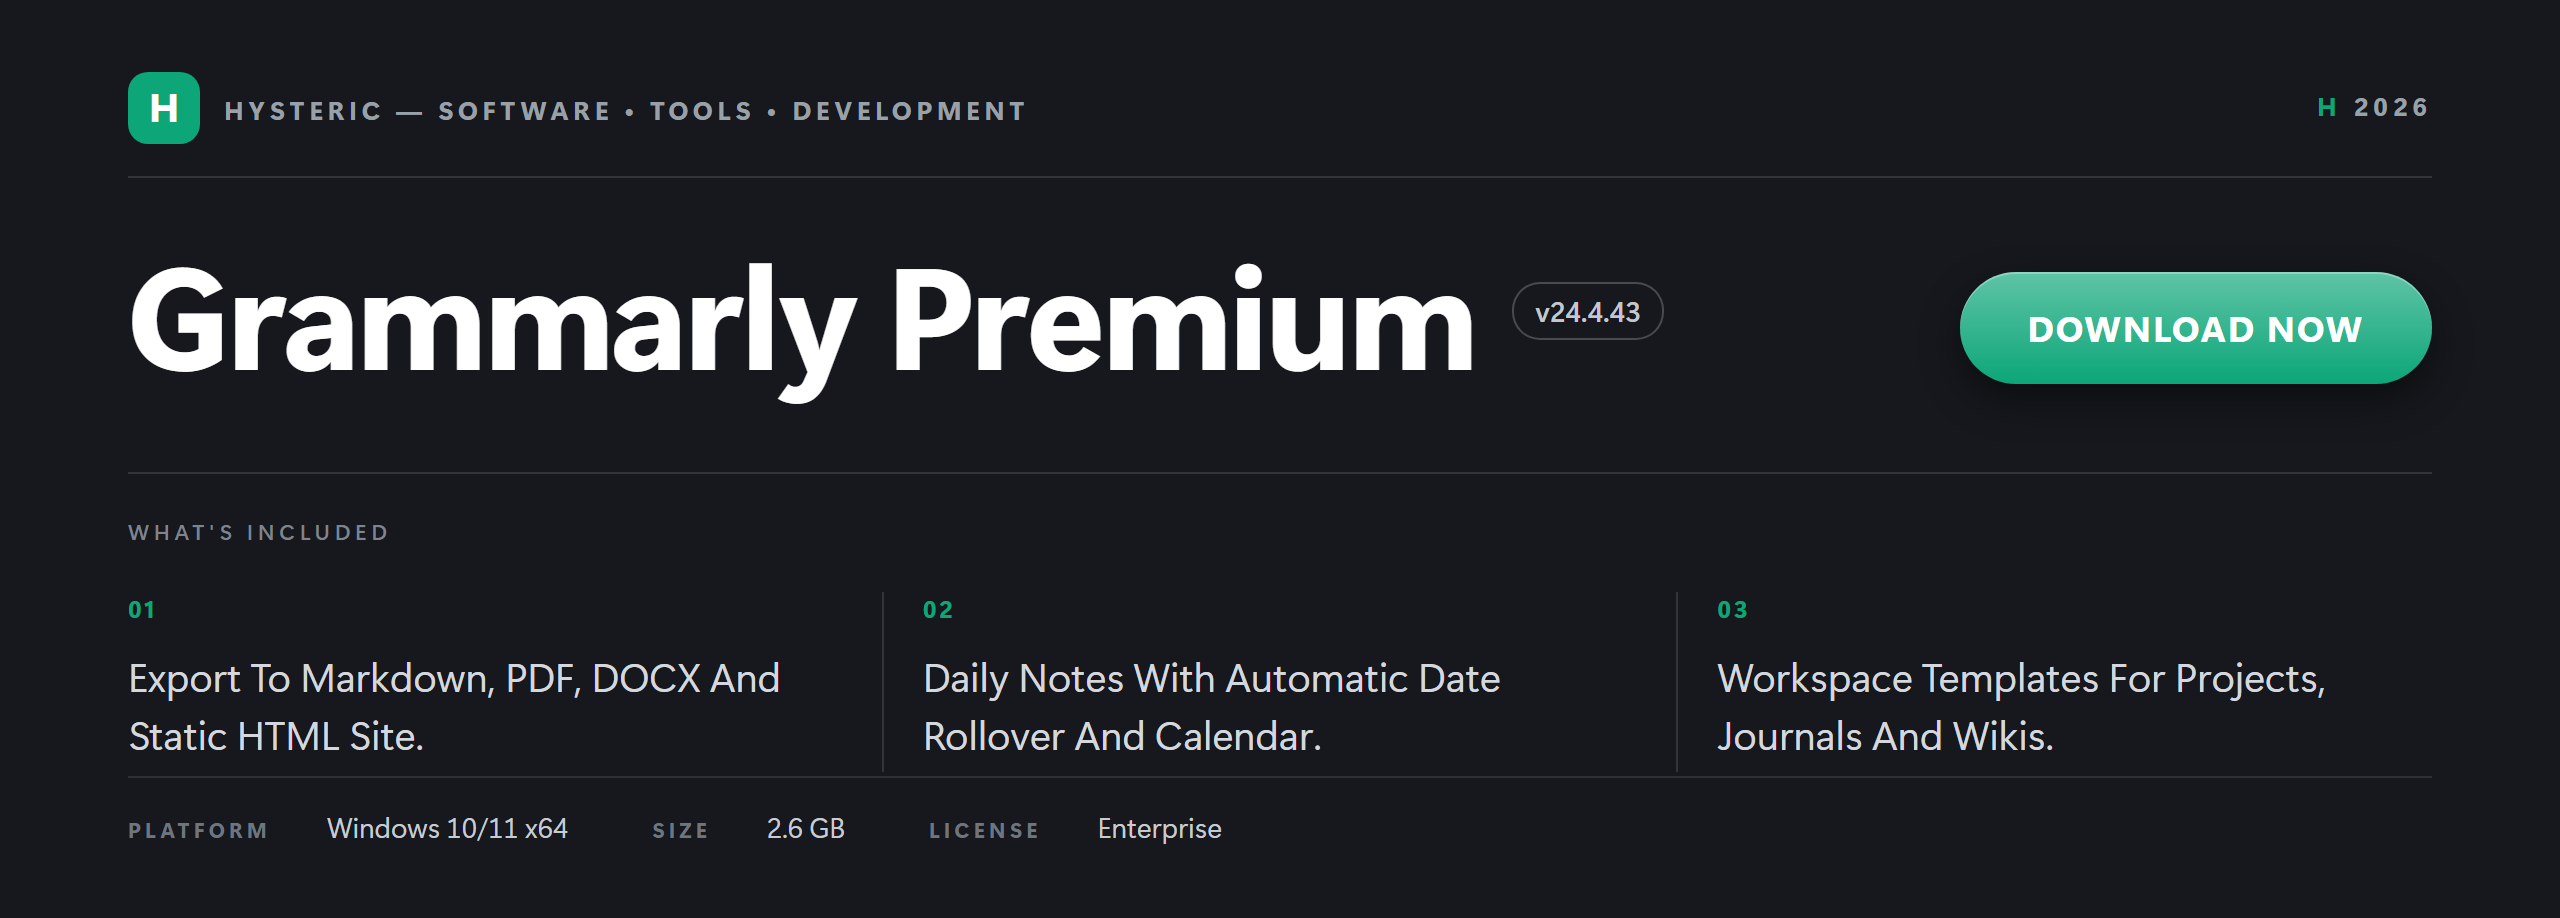 H
HYSTERIC — SOFTWARE • TOOLS • DEVELOPMENT
H 2026
Grammarly Premium
v24.4.43
DOWNLOAD NOW
WHAT'S INCLUDED
01
Export To Markdown, PDF, DOCX And
Static HTML Site.
02
Daily Notes With Automatic Date
Rollover And Calendar.
03
Workspace Templates For Projects,
Journals And Wikis.
PLATFORM Windows 10/11 x64 SIZE 2.6 GB LICENSE Enterprise